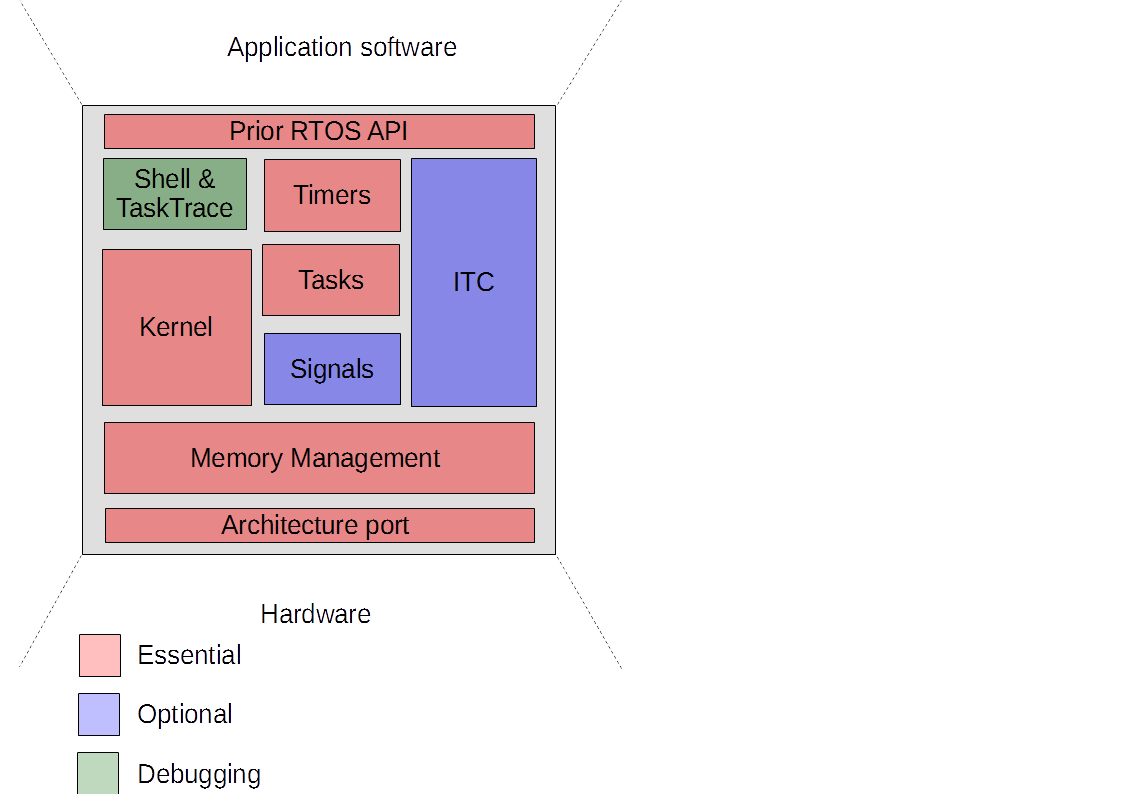 Application software
Prior RTOS API
Shell &
TaskTrace
Timers
ITC
Tasks
Kernel
Signals
Memory Management
Architecture port
Hardware
Essential
Optional
Debugging